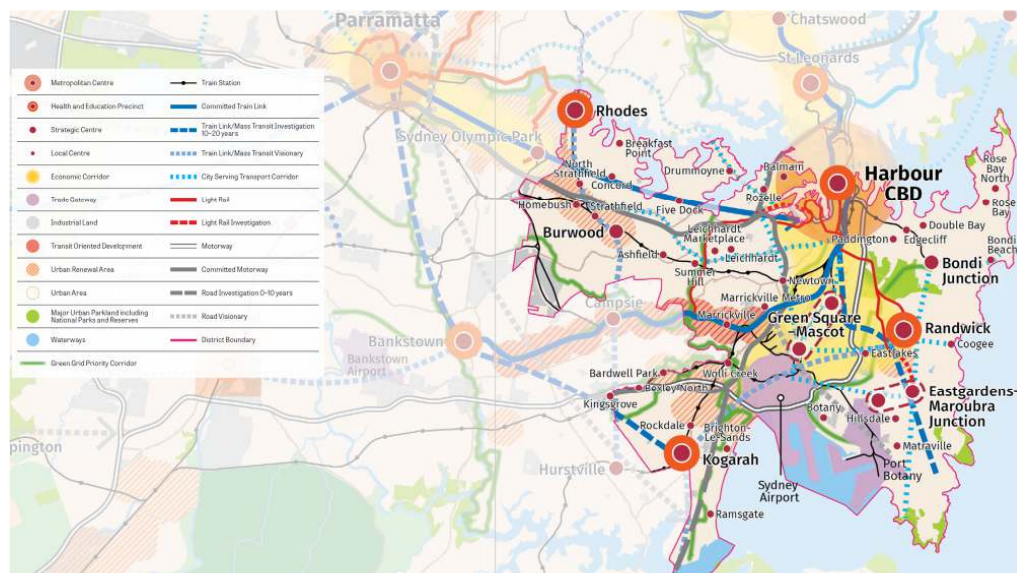 Parramatta
Chatswood
St Leonards
Metropolitan Centre
Health and Education Precinct
Strategic Centre
Local Centre
Economic Corridor
Trade Gateway
Industrial Land
Transit Oriented Development
Urban Renewal Area
Urban Area
Major Urban Parkland including
National Parks and Reserves
Waterways
Green Grid Priority Corridor
Train Station
Committed Train Link
Train Link/Mass Transit Investigation
10–20 years
Train Link/Mass Transit Visionary
City Serving Transport Corridor
Light Rail
Light Rail Investigation
Motorway
Committed Motorway
Road Investigation 0–10 years
Road Visionary
District Boundary
Sydney Olympic Park
Rhodes
Breakfast
Point
North
Strathfield
Concord
Drummoyne
Balmain
Rozelle
Harbour
CBD
Rose
Bay
North
Rose
Bay
Homebush
Strathfield
Five Dock
Burwood
Leichhardt
Marketplace
Leichhardt
Ashfield
Summer
Hill
Paddington
Edgecliff
Double Bay
Bondi
Beach
Bondi
Junction
Newtown
Marrickville Metro
Marrickville
Campsie
Green Square
–Mascot
Randwick
Coogee
Bankstown
Bankstown
Airport
Bardwell Park
Wolli Creek
Eastlakes
Bexley North
Kingsgrove
Eastgardens–
Maroubra
Junction
Botany
Hillsdale
Rockdale
Brighton-
Le-Sands
Matraville
Kogarah
Port
Botany
Hurstville
Sydney
Airport
Ramsgate
pington